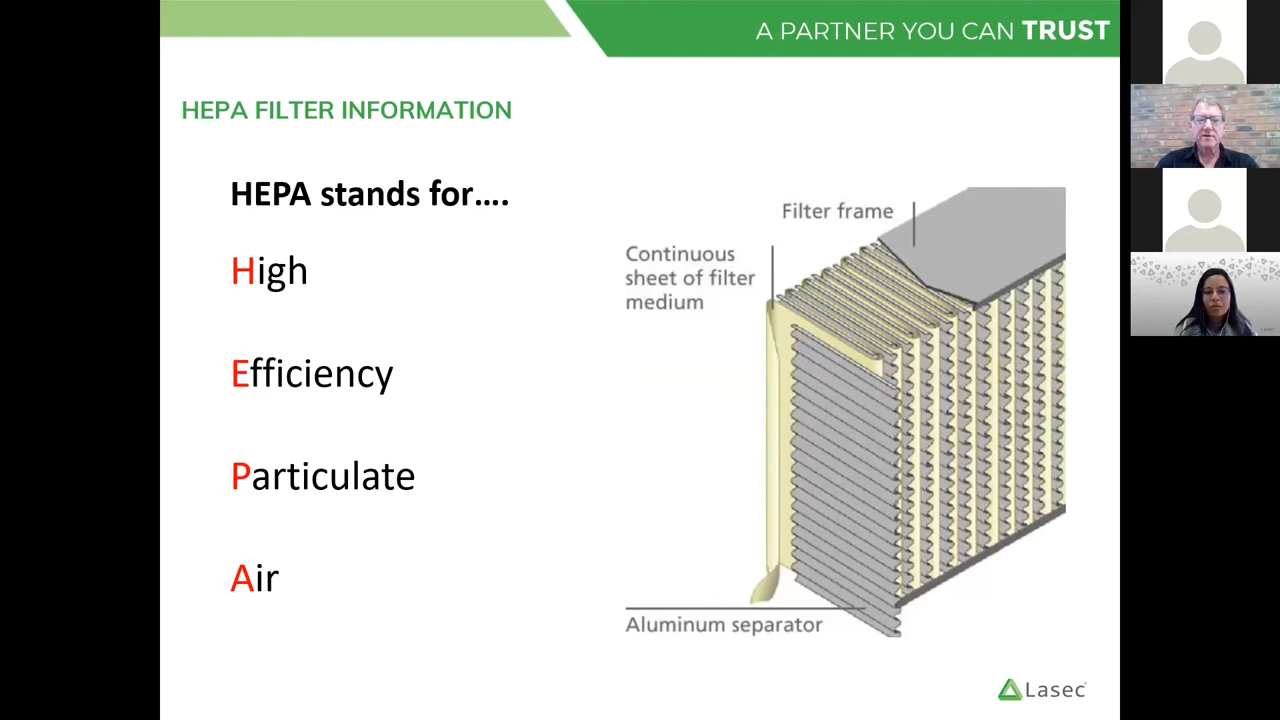 A PARTNER YOU CAN TRUST
HEPA FILTER INFORMATION
HEPA stands for....
High
Efficiency
Particulate
Air
Filter frame
Continuous
sheet of filter
medium
Aluminum separator
Lasec